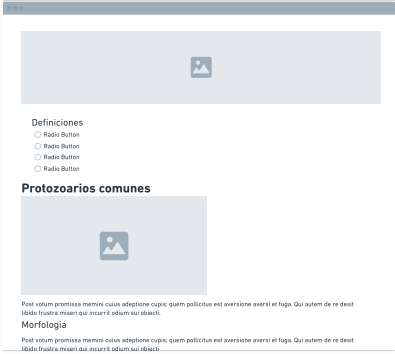 Definiciones
Radio Button
Radio Button
Radio Button
Radio Button
Protozoarios comunes
Post votum promissa memini cuius adeptione cupis; quem pollicitus est aversione aversi et fuga. Qui autem de re desit
libido frustra miseri qui incurrit odium sui obiecti.
Morfologia
Post votum promissa memini cuius adeptione cupis; quem pollicitus est aversione aversi et fuga. Qui autem de re desit
libido frustra miseri qui incurrit odium sui obiecti